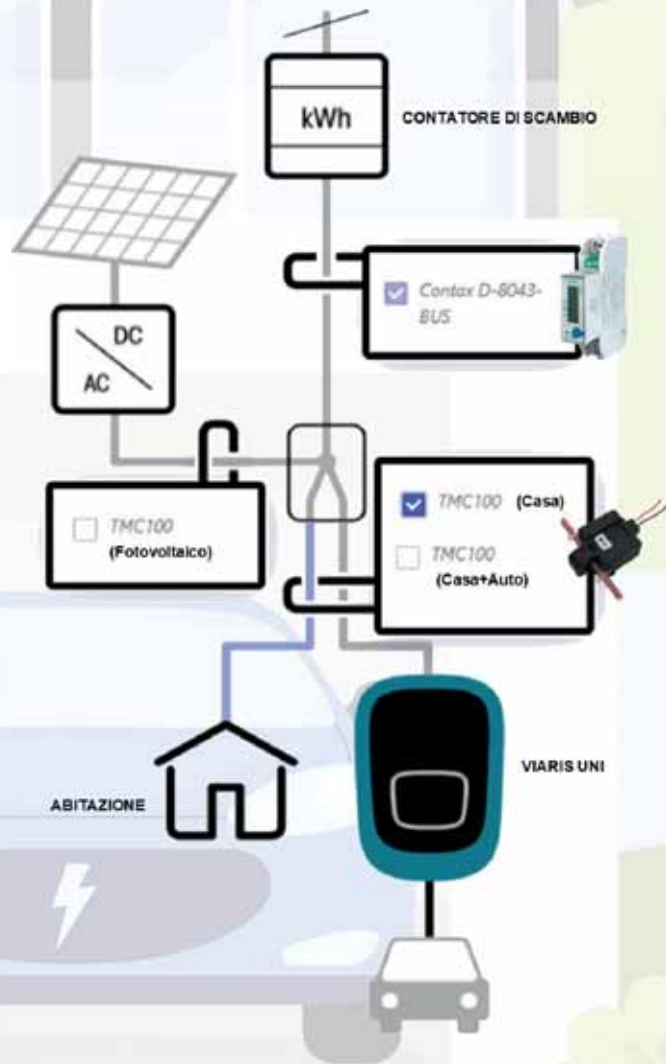 kWh
CONTATORE DI SCAMBIO
Contax D-8043-
BUS
DC
AC
TMC100
(Fotovoltaico)
TMC100 (Casa)
TMC100
(Casa+Auto)
ABITAZIONE
VIARIS UNI